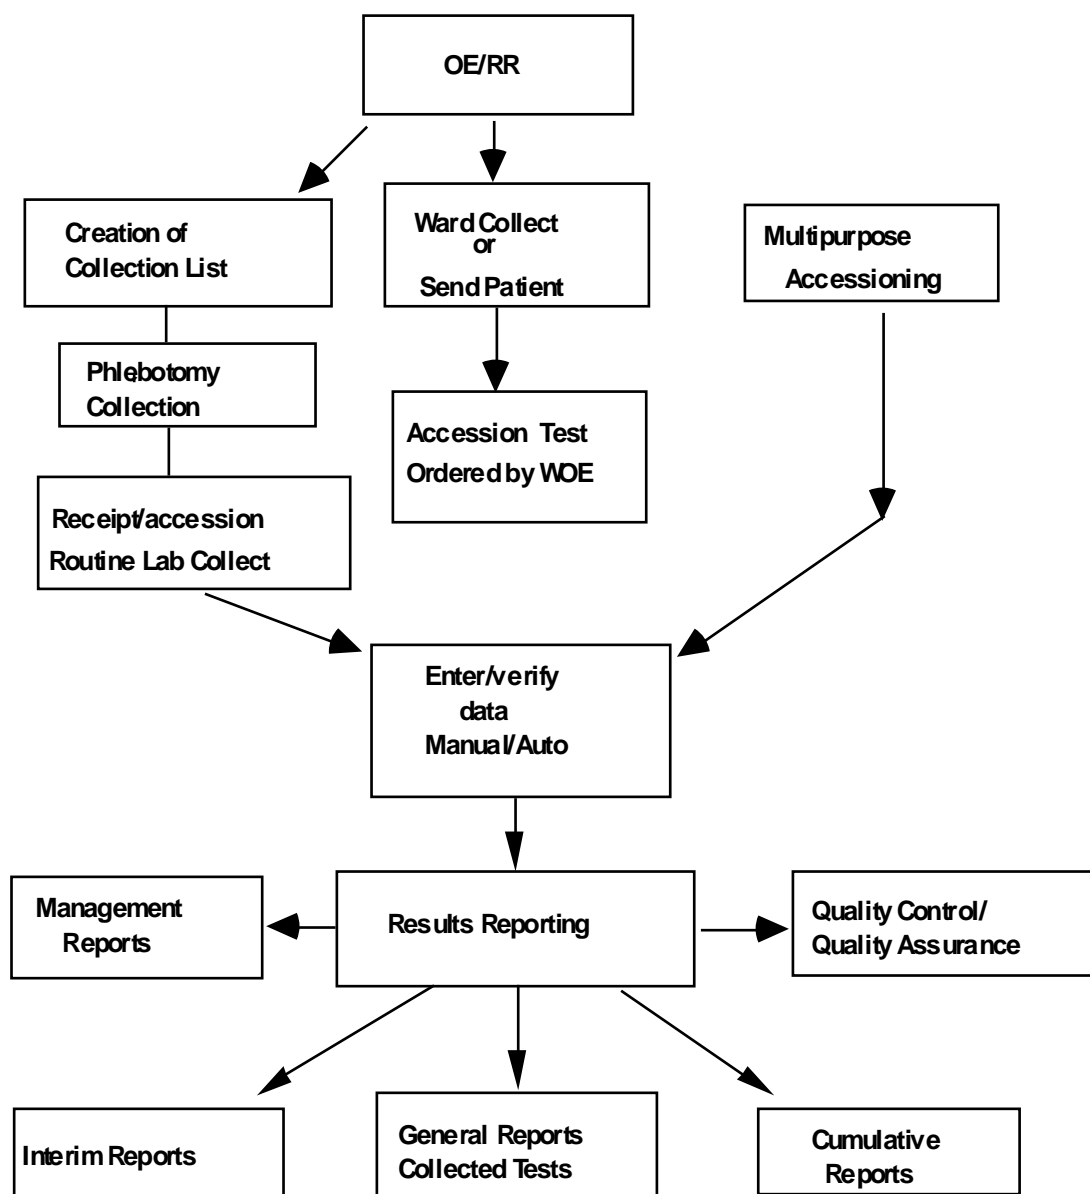 OE/RR
Creation of
Collection List
Ward Collect
or
Send Patient
Multipurpose
Accessioning
Phlebotomy
Collection
Accession Test
Ordered by WOE
Receipt/accession
Routine Lab Collect
Enter/verify
data
Manual/Auto
Management
Reports
Results Reporting
Quality Control/
Quality Assurance
Interim Reports
General Reports
Collected Tests
Cumulative
Reports